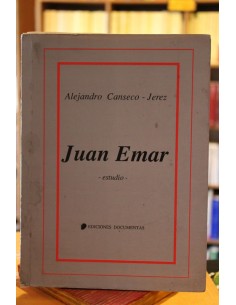 Alejandro Canseco - Jerez
Juan Emar
- estudio -
EDICIONES DOCUMENTAS